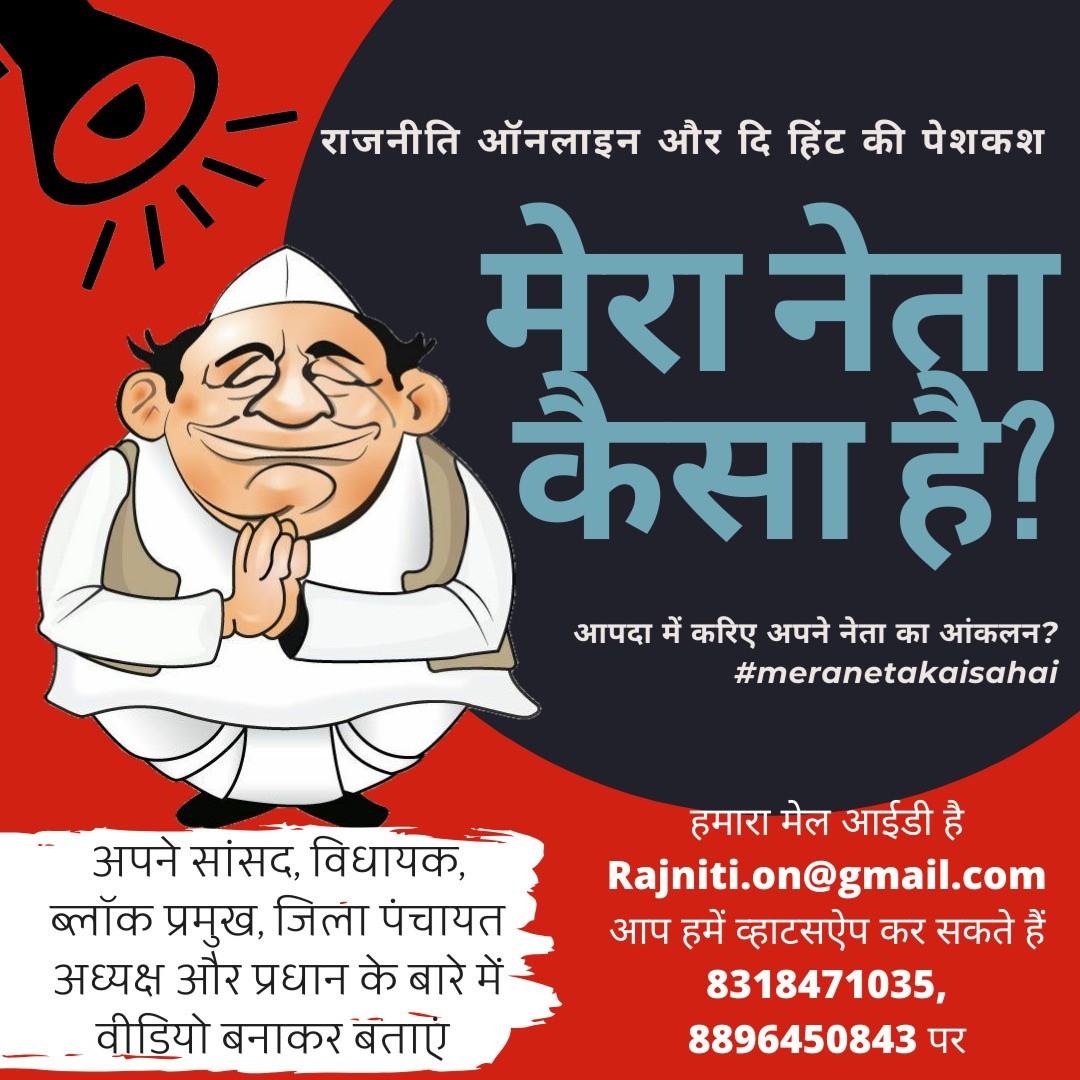 राजनीति ऑनलाइन और दि हिंट की पेशकश
मेरा नेता
कैसा है?
आपदा में करिए अपने नेता का आंकलन?
#meranetakaisahai
अपने सांसद, विधायक,
ब्लॉक प्रमुख, जिला पंचायत
अध्यक्ष और प्रधान के बारे में
वीडियो बनाकर बताएं
हमारा मेल आईडी है
Rajniti.on@gmail.com
आप हमें व्हाटसऐप कर सकते हैं
8318471035,
8896450843 पर